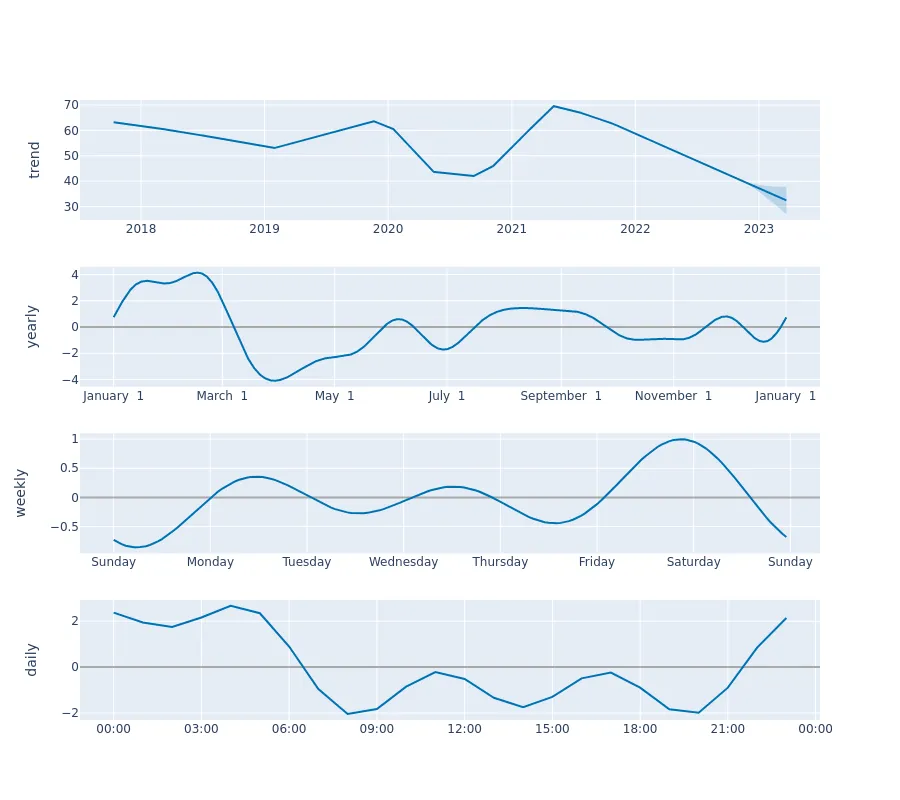 trend
70
60
50
40
30
2018 2019 2020 2021 2022 2023
yearly
4
2
0
−2
−4
January 1 March 1 May 1 July 1 September 1 November 1 January 1
weekly
1
0.5
0
−0.5
Sunday Monday Tuesday Wednesday Thursday Friday Saturday Sunday
daily
2
0
−2
00:00 03:00 06:00 09:00 12:00 15:00 18:00 21:00 00:00